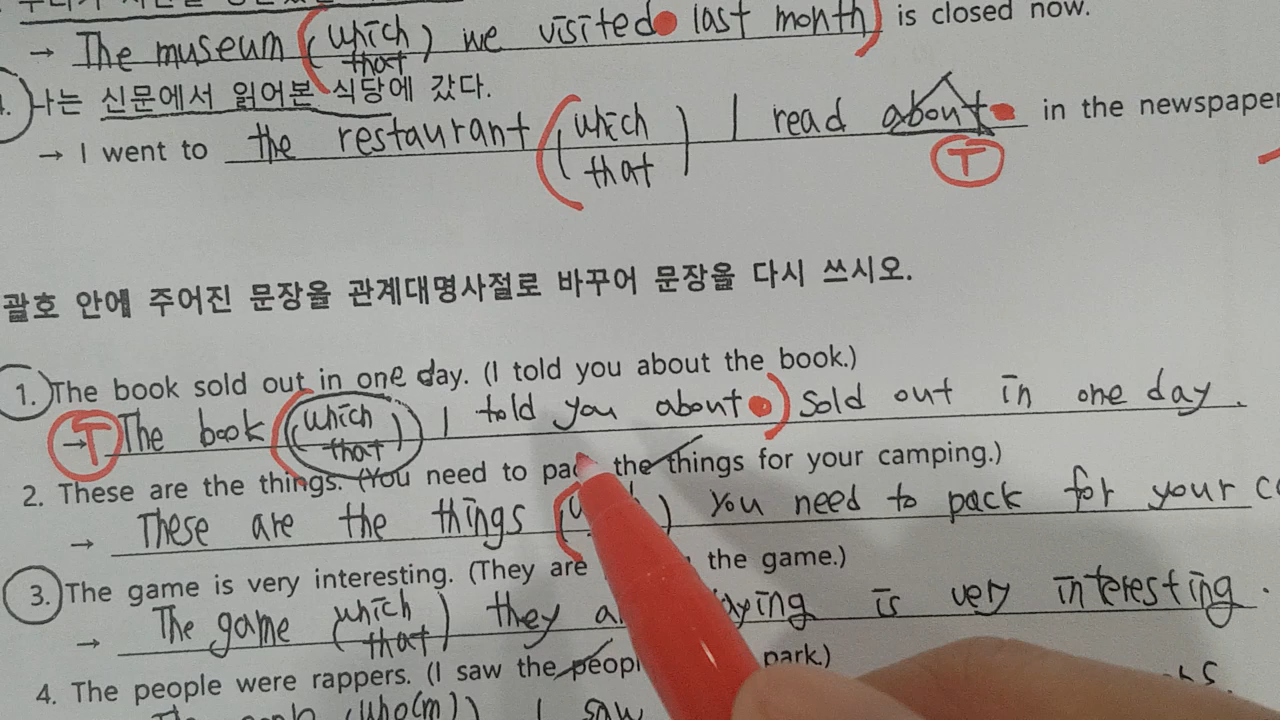 → The museum (which that) we visited last month is closed now.
나는 신문에서 읽어본 식당에 갔다.
→ I went to the restaurant (which that) I read about in the newspaper
T
괄호 안에 주어진 문장을 관계대명사절로 바꾸어 문장을 다시 쓰시오.
1. The book sold out in one day. (I told you about the book.)
→ T The book (which that) I told you about sold out in one day.
2. These are the things. (You need to pack the things for your camping.)
→ These are the things ( ) you need to pack for your
3. The game is very interesting. (They are the game.)
→ The game (which that) they is very interesting.
4. The people were rappers. (I saw the park.)
(who(m)) I saw